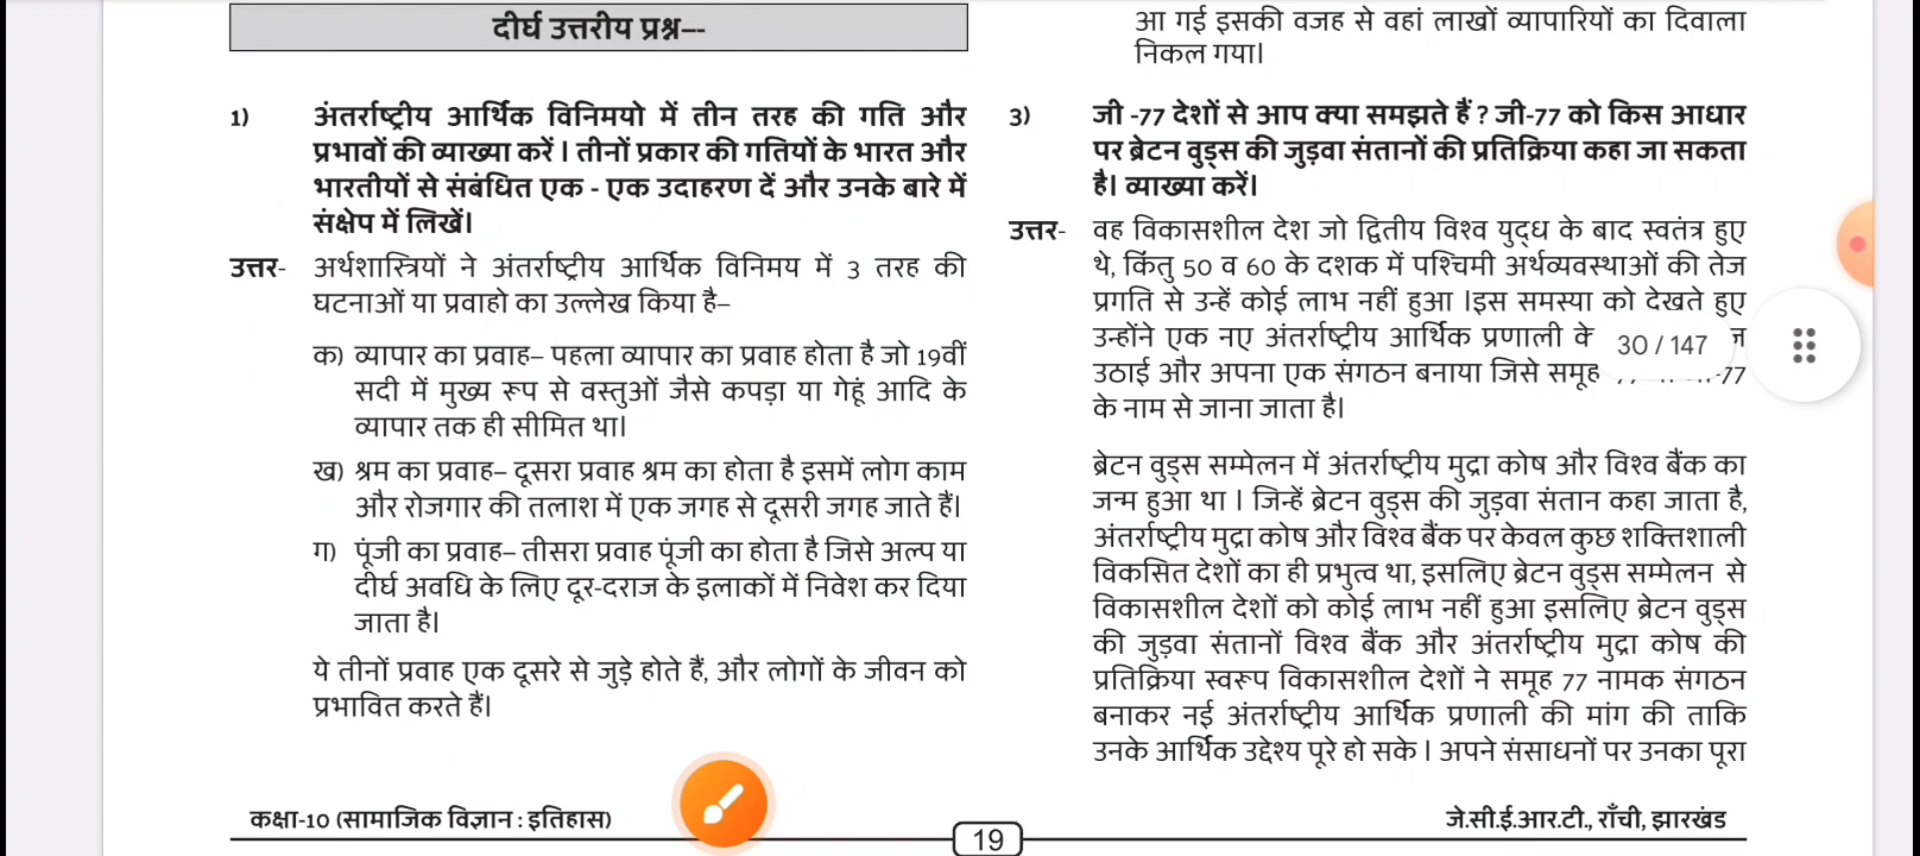 दीर्घ उत्तरीय प्रश्न—-
1) अंतर्राष्ट्रीय आर्थिक विनिमयो में तीन तरह की गति और
प्रभावों की व्याख्या करें । तीनों प्रकार की गतियों के भारत और
भारतीयों से संबंधित एक - एक उदाहरण दें और उनके बारे में
संक्षेप में लिखें।
उत्तर- अर्थशास्त्रियों ने अंतर्राष्ट्रीय आर्थिक विनिमय में 3 तरह की
घटनाओं या प्रवाहो का उल्लेख किया है–
क) व्यापार का प्रवाह– पहला व्यापार का प्रवाह होता है जो 19वीं
सदी में मुख्य रूप से वस्तुओं जैसे कपड़ा या गेहूं आदि के
व्यापार तक ही सीमित था।
ख) श्रम का प्रवाह– दूसरा प्रवाह श्रम का होता है इसमें लोग काम
और रोजगार की तलाश में एक जगह से दूसरी जगह जाते हैं।
ग) पूंजी का प्रवाह– तीसरा प्रवाह पूंजी का होता है जिसे अल्प या
दीर्घ अवधि के लिए दूर-दराज के इलाकों में निवेश कर दिया
जाता है।
ये तीनों प्रवाह एक दूसरे से जुड़े होते हैं, और लोगों के जीवन को
प्रभावित करते हैं।
आ गई इसकी वजह से वहां लाखों व्यापारियों का दिवाला
निकल गया।
3) जी -77 देशों से आप क्या समझते हैं ? जी-77 को किस आधार
पर ब्रेटन वुड्स की जुड़वा संतानों की प्रतिक्रिया कहा जा सकता
है। व्याख्या करें।
उत्तर- वह विकासशील देश जो द्वितीय विश्व युद्ध के बाद स्वतंत्र हुए
थे, किंतु 50 व 60 के दशक में पश्चिमी अर्थव्यवस्थाओं की तेज
प्रगति से उन्हें कोई लाभ नहीं हुआ ।इस समस्या को देखते हुए
उन्होंने एक नए अंतर्राष्ट्रीय आर्थिक प्रणाली के
30 / 147
उठाई और अपना एक संगठन बनाया जिसे समूह
के नाम से जाना जाता है।
ब्रेटन वुड्स सम्मेलन में अंतर्राष्ट्रीय मुद्रा कोष और विश्व बैंक का
जन्म हुआ था । जिन्हें ब्रेटन वुड्स की जुड़वा संतान कहा जाता है,
अंतर्राष्ट्रीय मुद्रा कोष और विश्व बैंक पर केवल कुछ शक्तिशाली
विकसित देशों का ही प्रभुत्व था, इसलिए ब्रेटन वुड्स सम्मेलन से
विकासशील देशों को कोई लाभ नहीं हुआ इसलिए ब्रेटन वुड्स
की जुड़वा संतानों विश्व बैंक और अंतर्राष्ट्रीय मुद्रा कोष की
प्रतिक्रिया स्वरूप विकासशील देशों ने समूह 77 नामक संगठन
बनाकर नई अंतर्राष्ट्रीय आर्थिक प्रणाली की मांग की ताकि
उनके आर्थिक उद्देश्य पूरे हो सके । अपने संसाधनों पर उनका पूरा
कक्षा-10 (सामाजिक विज्ञान : इतिहास)
जे.सी.ई.आर.टी., राँची, झारखंड
19